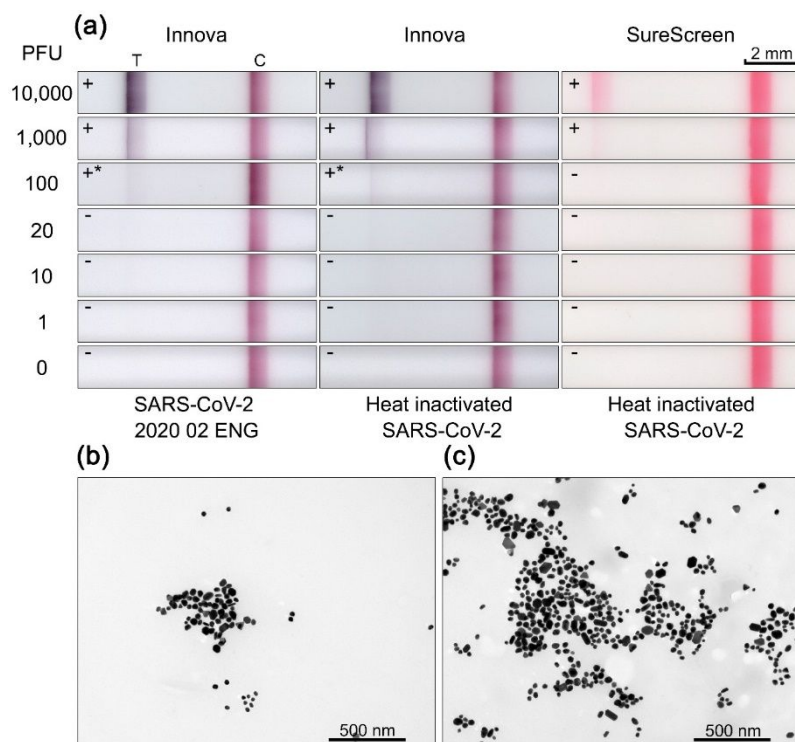 (a)
Innova
Innova
SureScreen
PFU
T
C
2 mm
10,000
+
+
+
1,000
+
+
+
100
+*
+*
-
20
-
-
-
10
-
-
-
1
-
-
-
0
-
-
-
SARS-CoV-2
2020 02 ENG
Heat inactivated
SARS-CoV-2
Heat inactivated
SARS-CoV-2
(b)
(c)
500 nm
500 nm